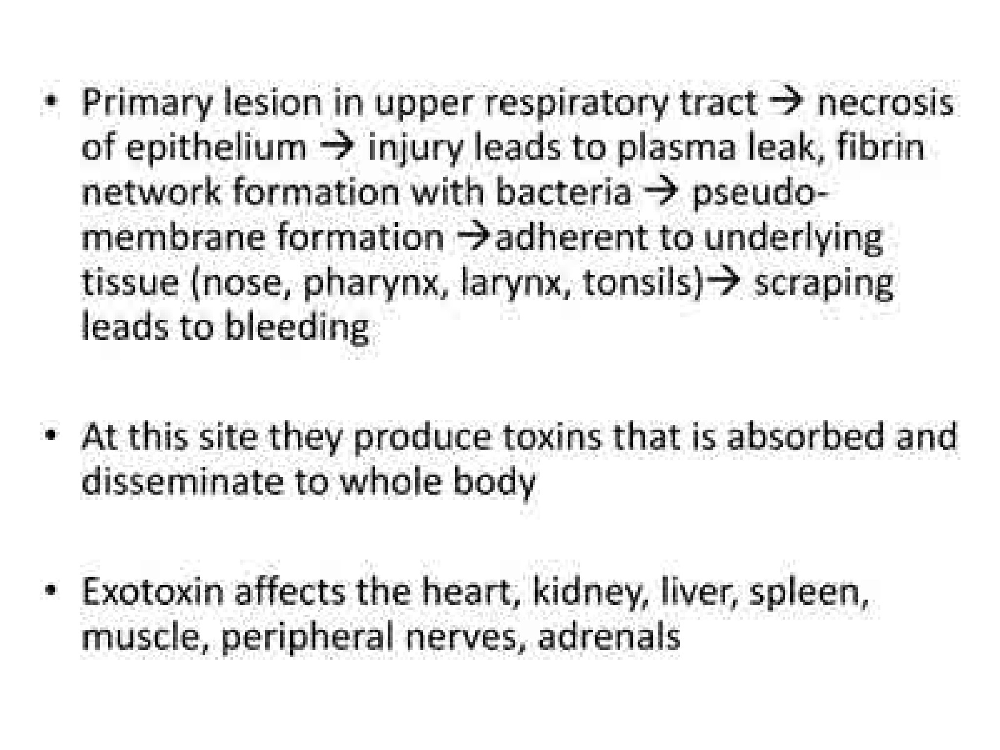 • Primary lesion in upper respiratory tract → necrosis
of epithelium → injury leads to plasma leak, fibrin
network formation with bacteria → pseudo-
membrane formation →adherent to underlying
tissue (nose, pharynx, larynx, tonsils)→ scraping
leads to bleeding
• At this site they produce toxins that is absorbed and
disseminate to whole body
• Exotoxin affects the heart, kidney, liver, spleen,
muscle, peripheral nerves, adrenals